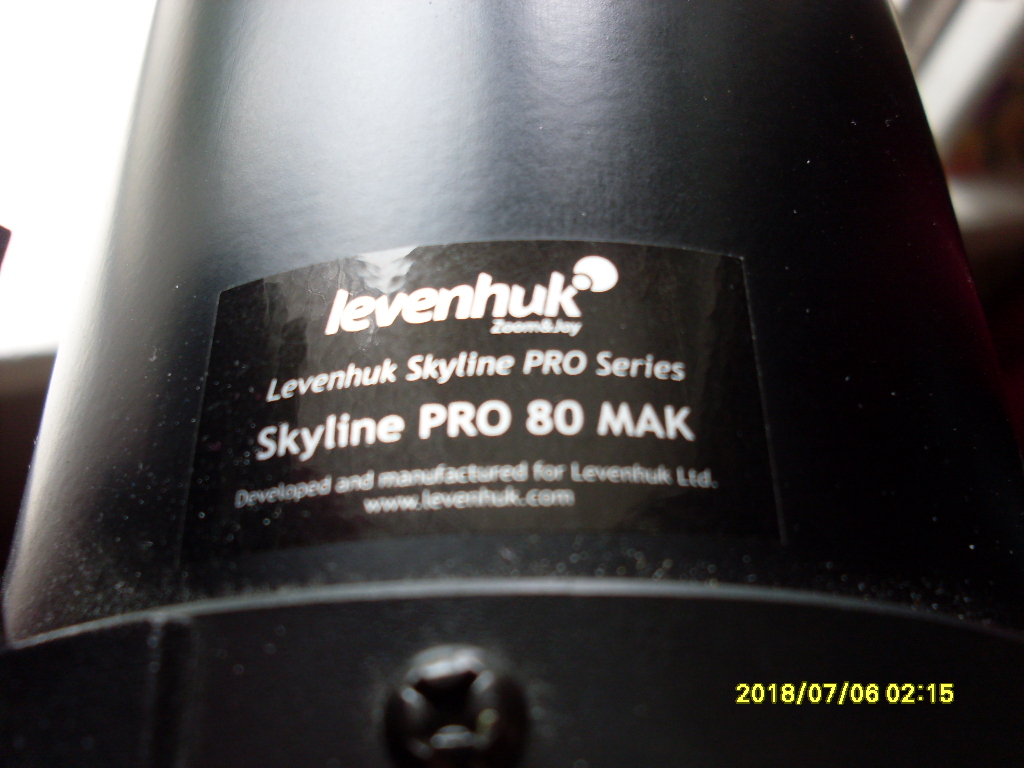 levenhuk
Zoom&Joy
Levenhuk Skyline PRO Series
Skyline PRO 80 MAK
Developed and manufactured for Levenhuk Ltd.
www.levenhuk.com
2018/07/06 02:15